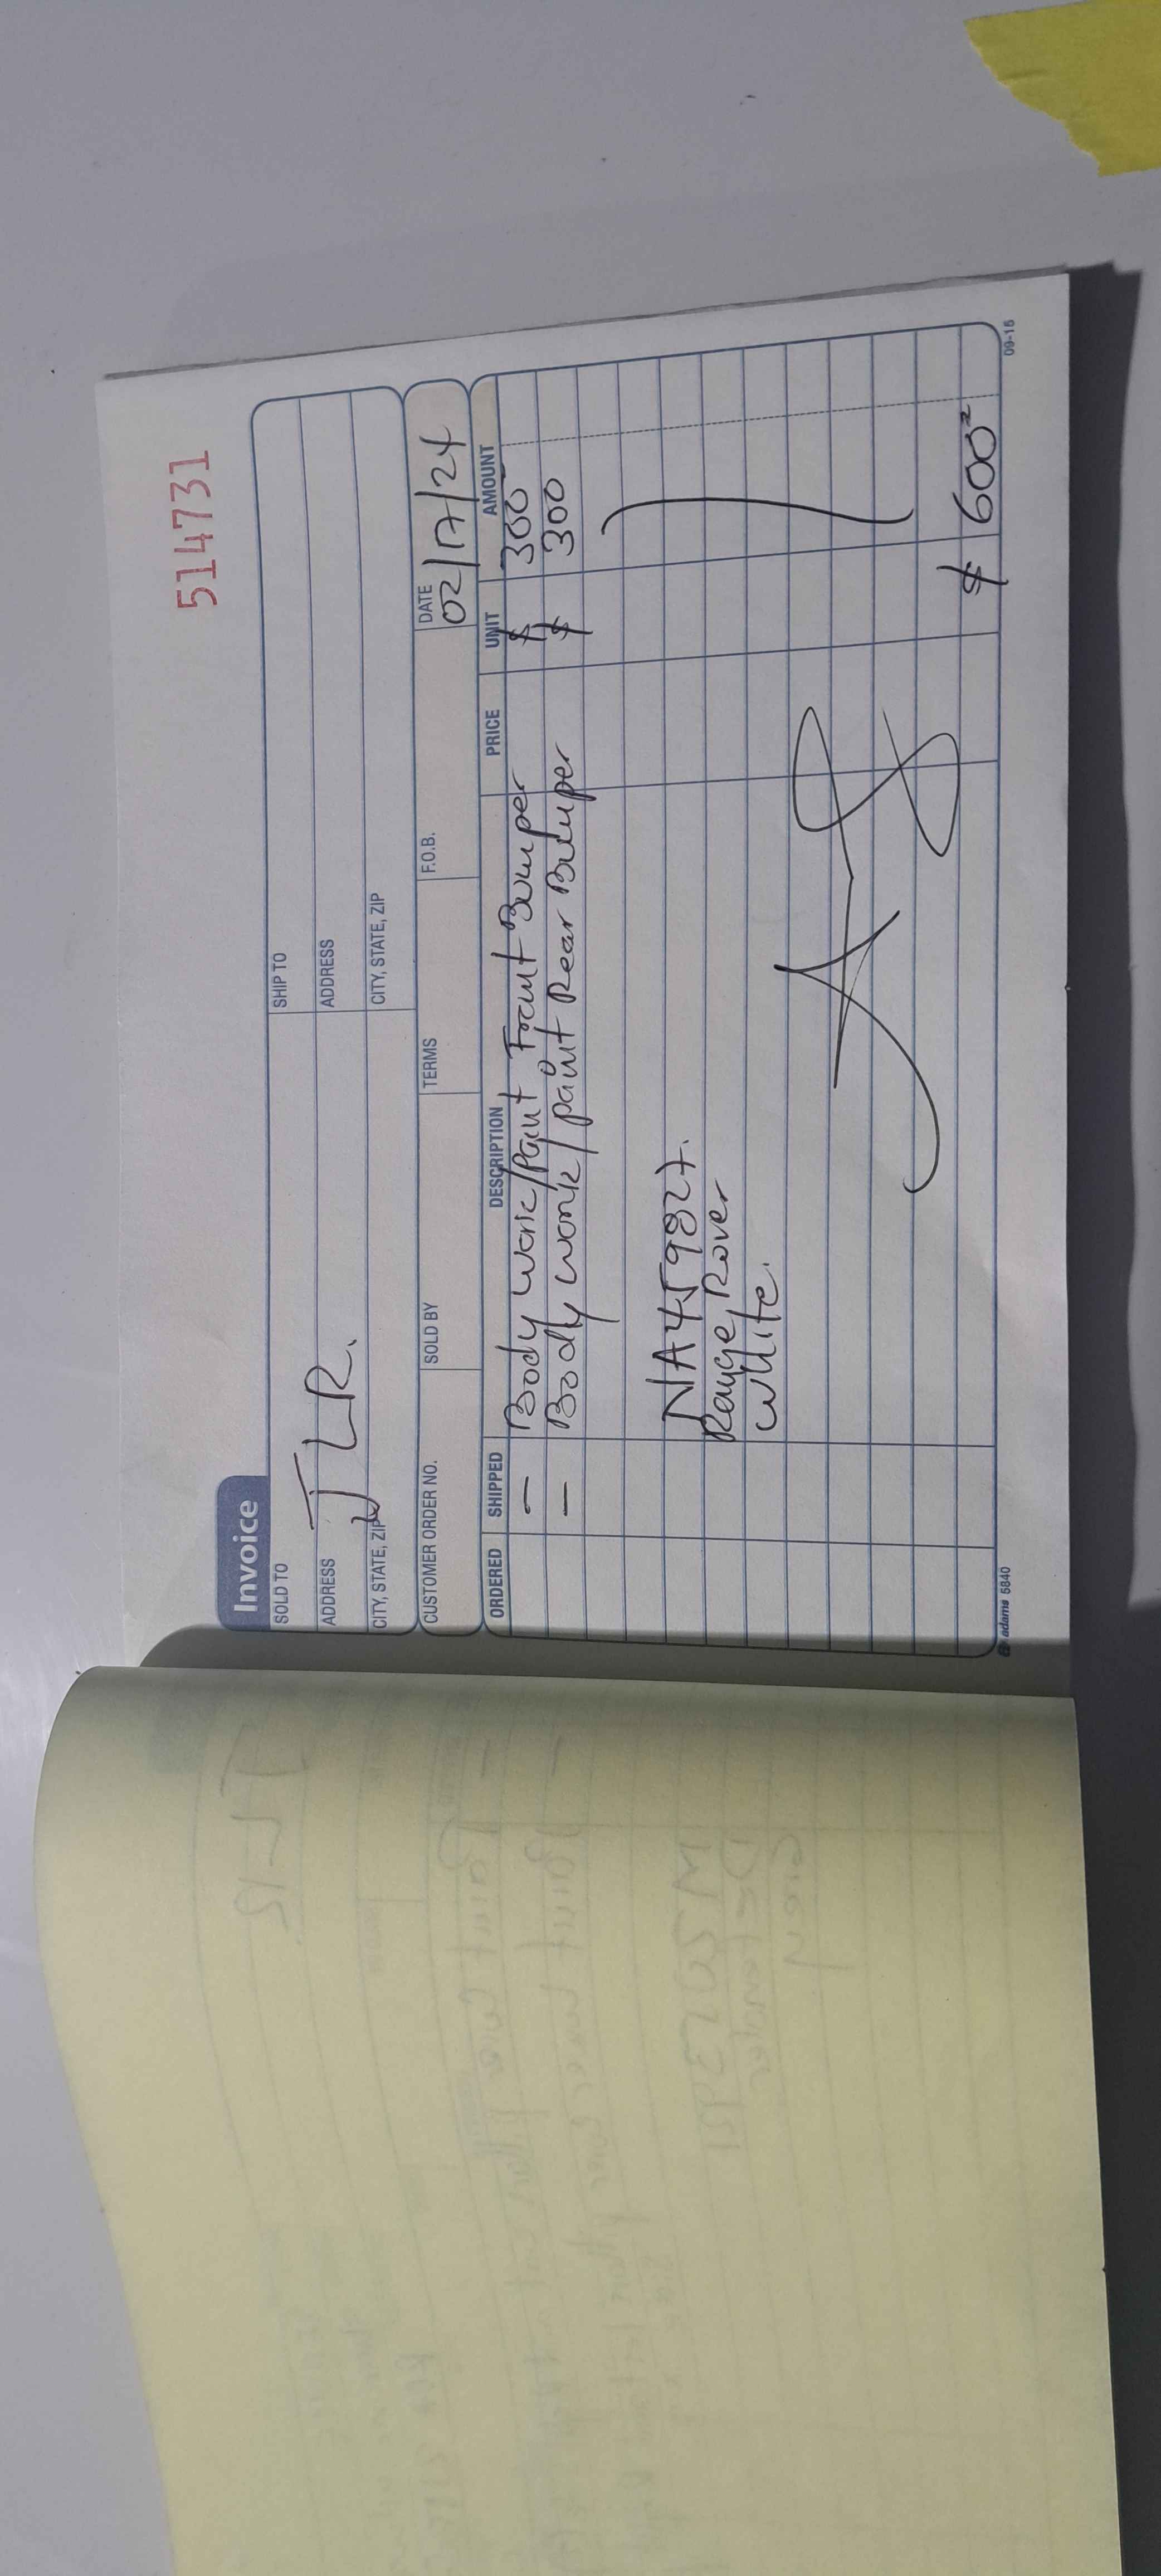 514731
Invoice
SOLD TO
JLR.
SHIP TO
ADDRESS
ADDRESS
CITY, STATE, ZIP
CITY, STATE, ZIP
CUSTOMER ORDER NO. SOLD BY TERMS F.O.B. DATE
02/17/24
ORDERED SHIPPED DESCRIPTION PRICE UNIT AMOUNT
— Body work/Paint Front Bumper $ 300
— Body work/paint Rear Bumper $ 300
NA459827.
Range Rover
White.
$ 600
adams 5840
09-16